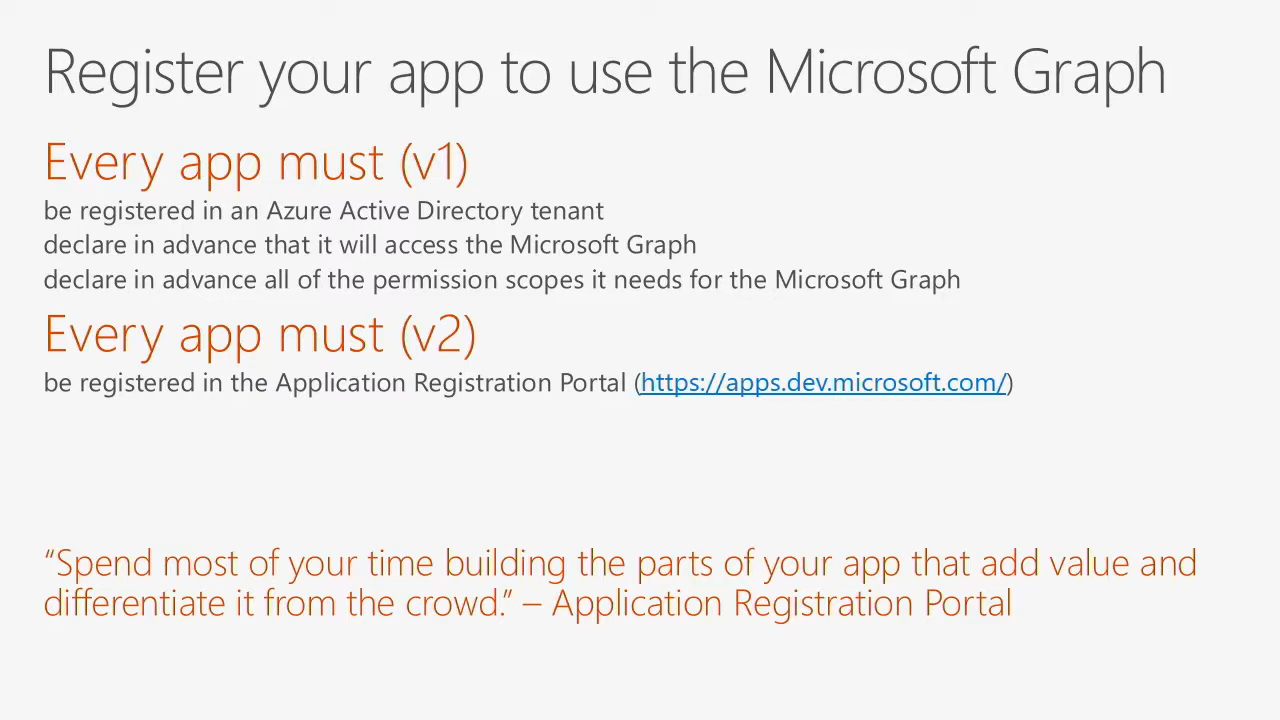 Register your app to use the Microsoft Graph
Every app must (v1)
be registered in an Azure Active Directory tenant
declare in advance that it will access the Microsoft Graph
declare in advance all of the permission scopes it needs for the Microsoft Graph
Every app must (v2)
be registered in the Application Registration Portal (https://apps.dev.microsoft.com/)
“Spend most of your time building the parts of your app that add value and
differentiate it from the crowd.” – Application Registration Portal